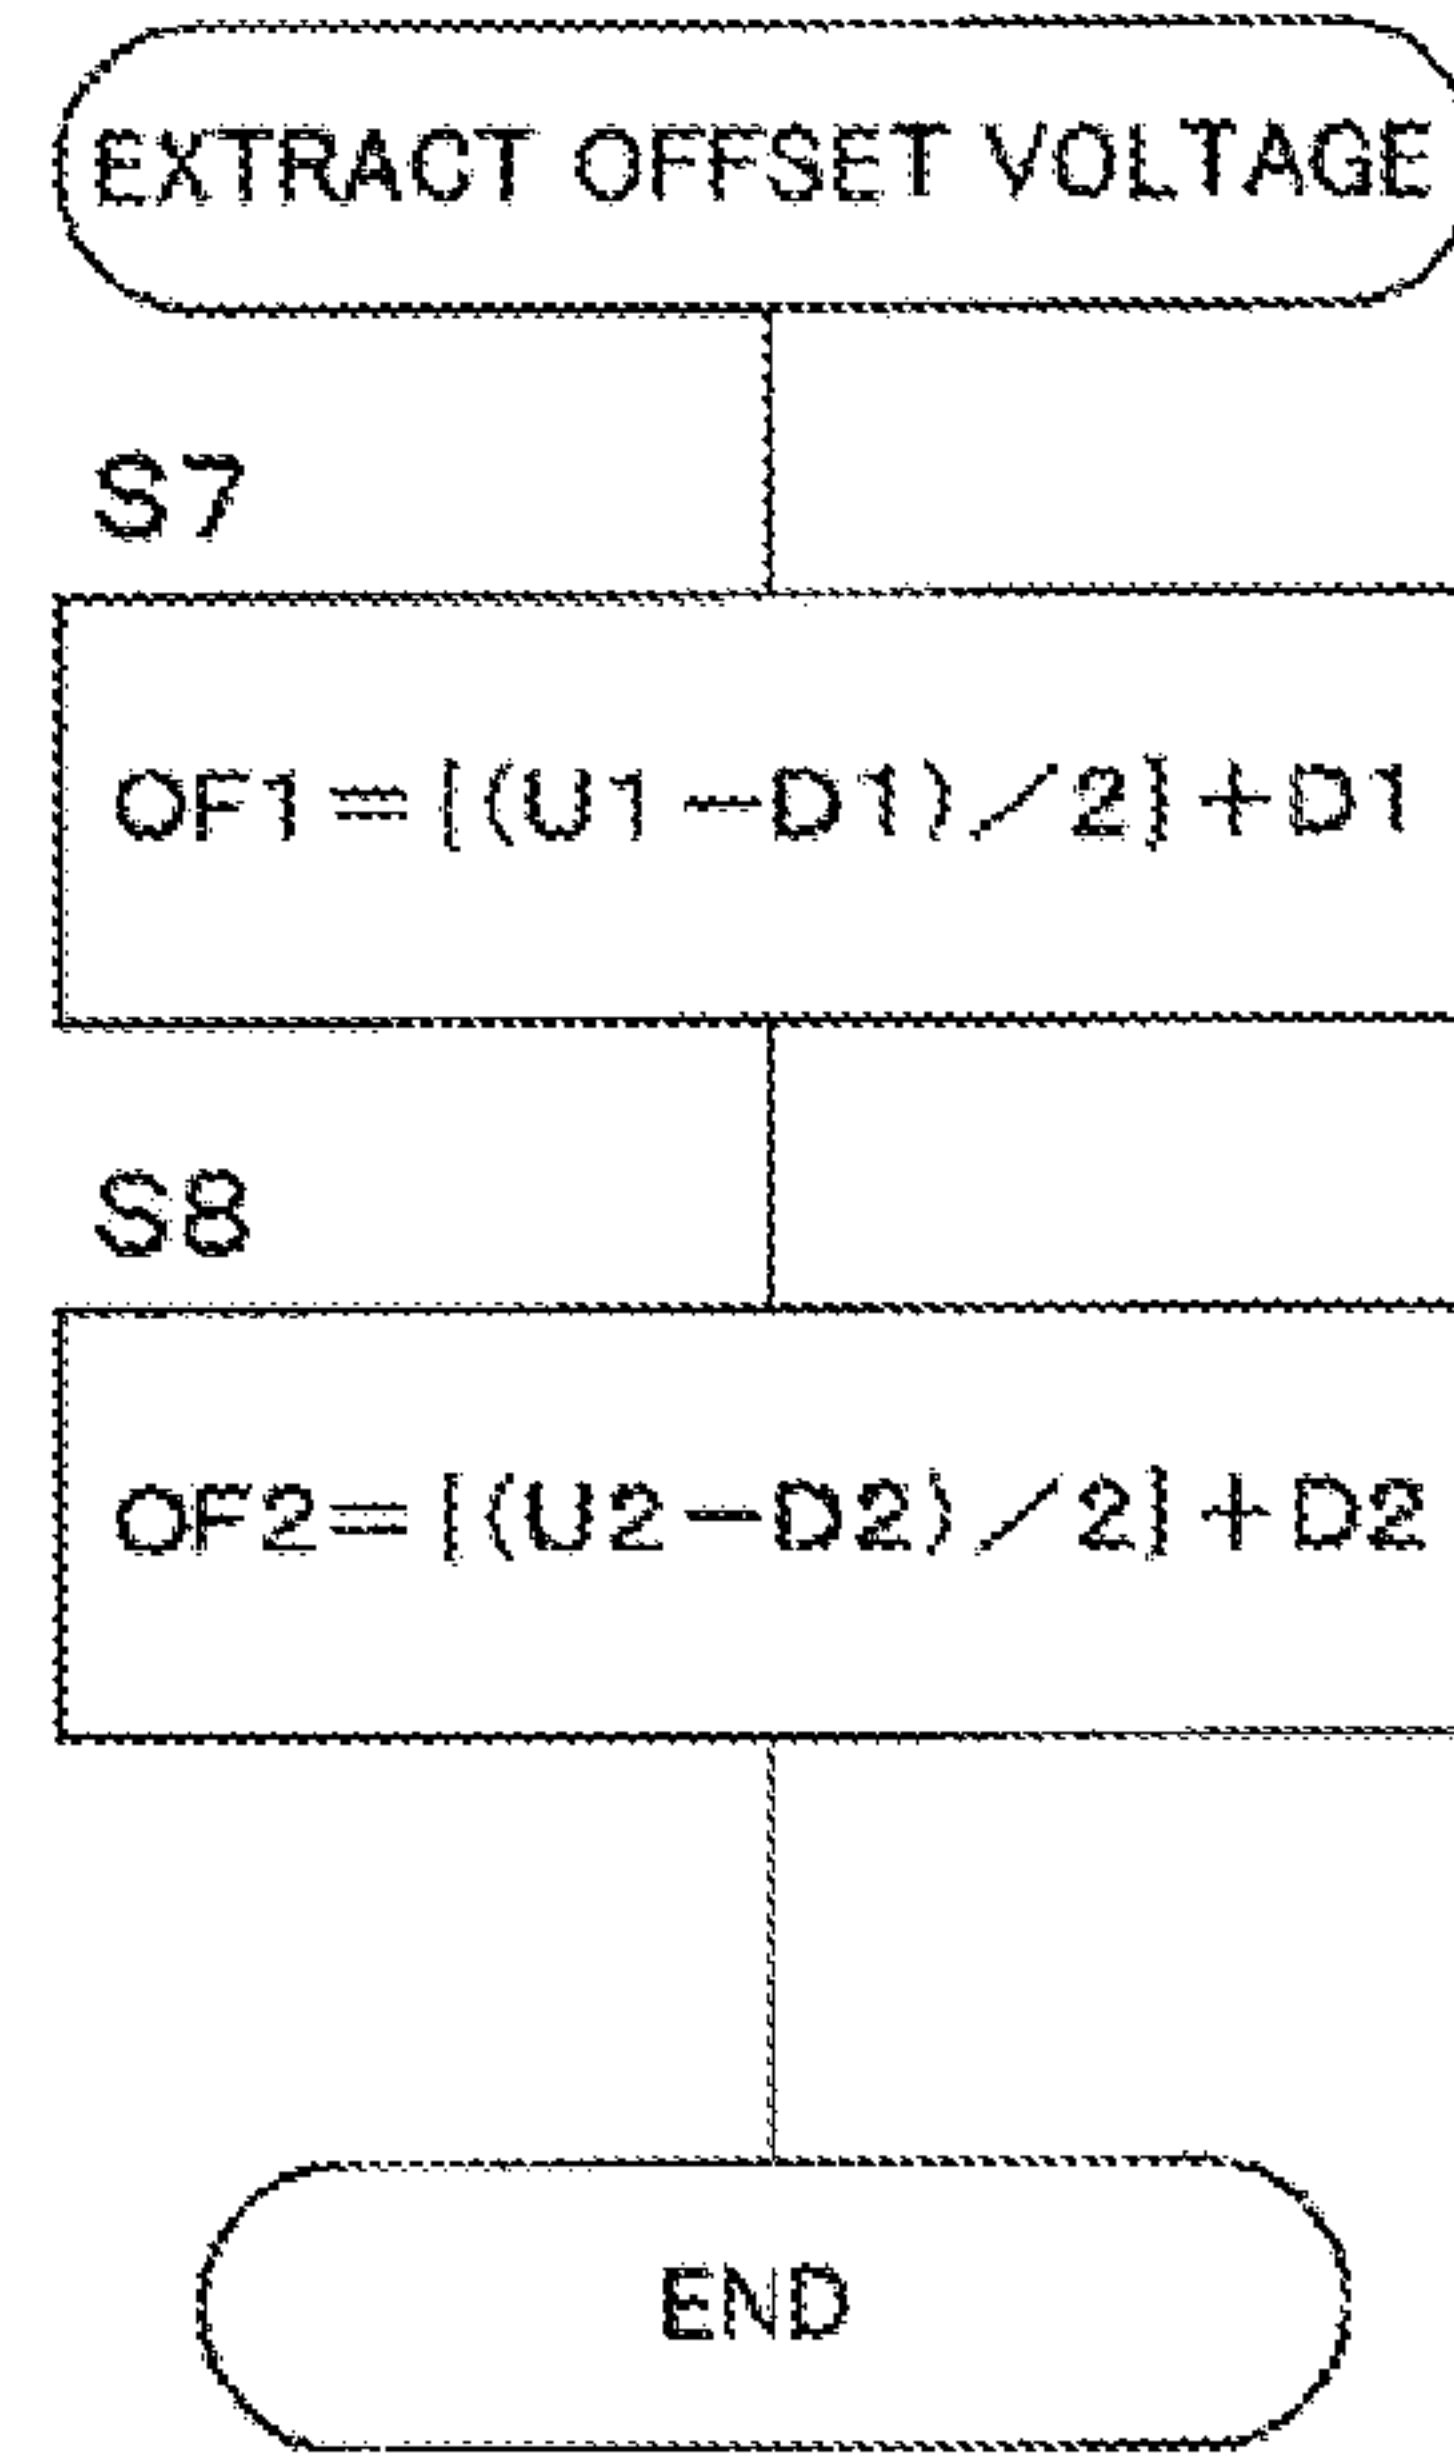 EXTRACT OFFSET VOLTAGE
S7
OF1=[(U1-D1)/2]+D1
S8
OF2=[(U2-D2)/2]+D2
END